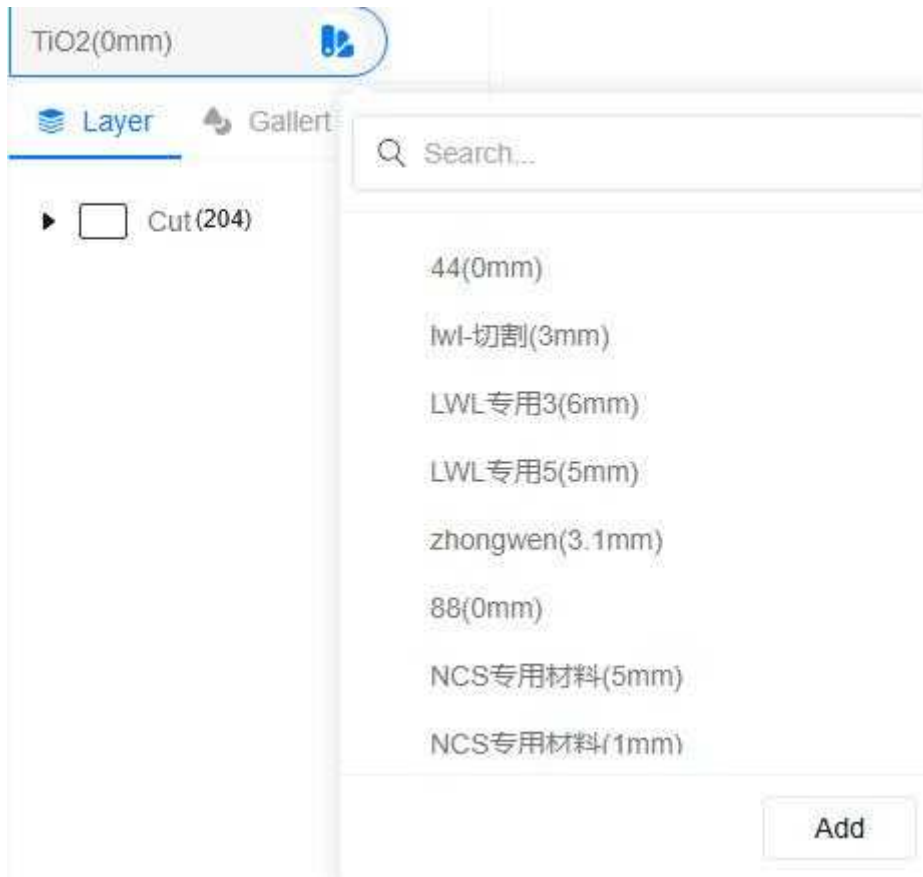 TiO2(0mm)
Layer
Gallert
Search...
Cut(204)
44(0mm)
lwl-切割(3mm)
LWL专用3(6mm)
LWL专用5(5mm)
zhongwen(3.1mm)
88(0mm)
NCS专用材料(5mm)
NCS专用材料(1mm)
Add